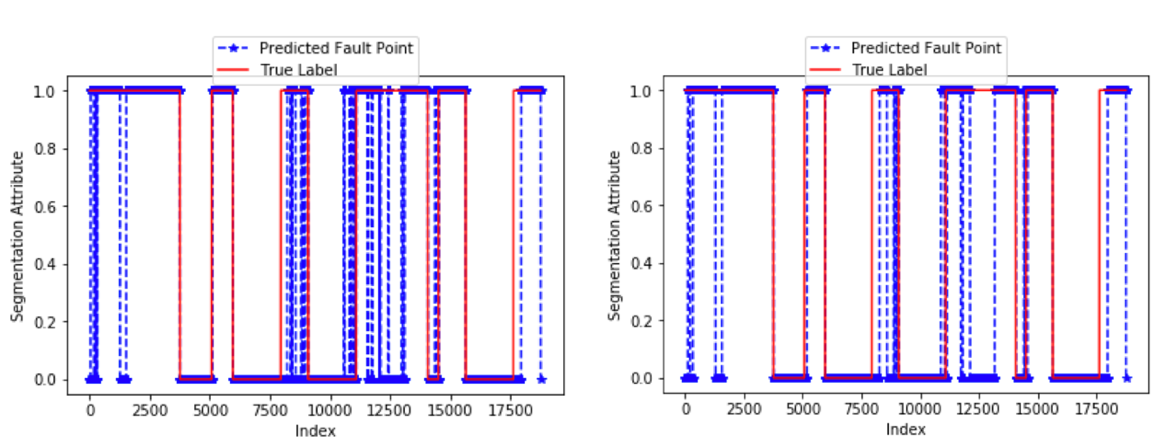 Predicted Fault Point
True Label
1.0
0.8
0.6
0.4
0.2
0.0
Segmentation Attribute
0 2500 5000 7500 10000 12500 15000 17500
Index
Predicted Fault Point
True Label
1.0
0.8
0.6
0.4
0.2
0.0
Segmentation Attribute
0 2500 5000 7500 10000 12500 15000 17500
Index